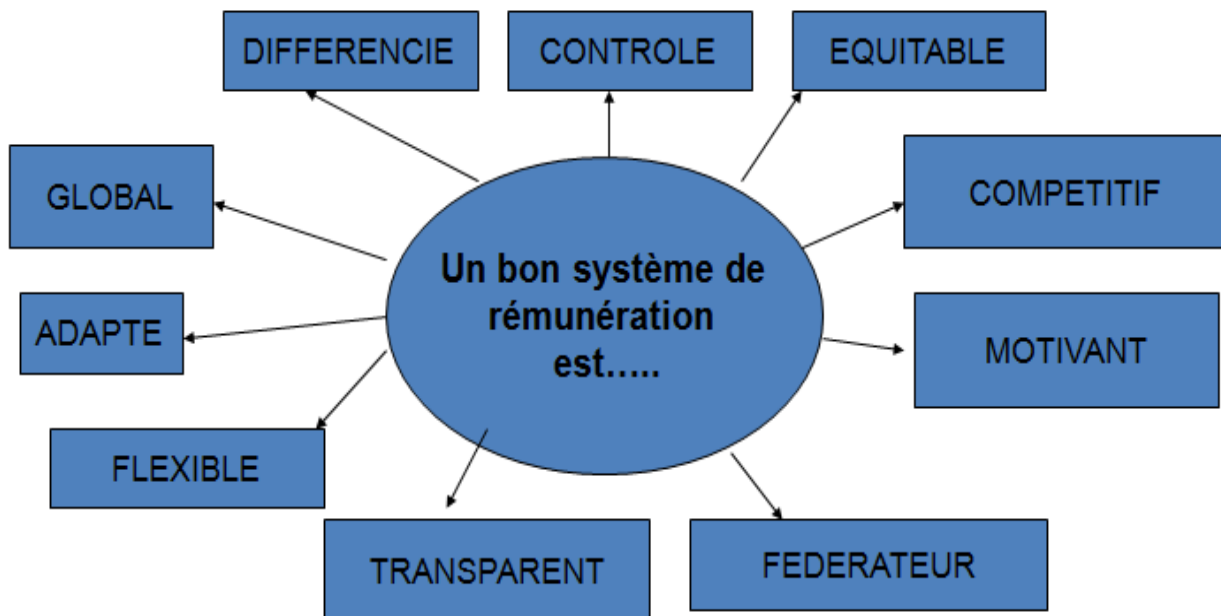 DIFFERENCIE
CONTROLE
EQUITABLE
GLOBAL
COMPETITIF
Un bon système de
rémunération
est…..
ADAPTE
MOTIVANT
FLEXIBLE
TRANSPARENT
FEDERATEUR